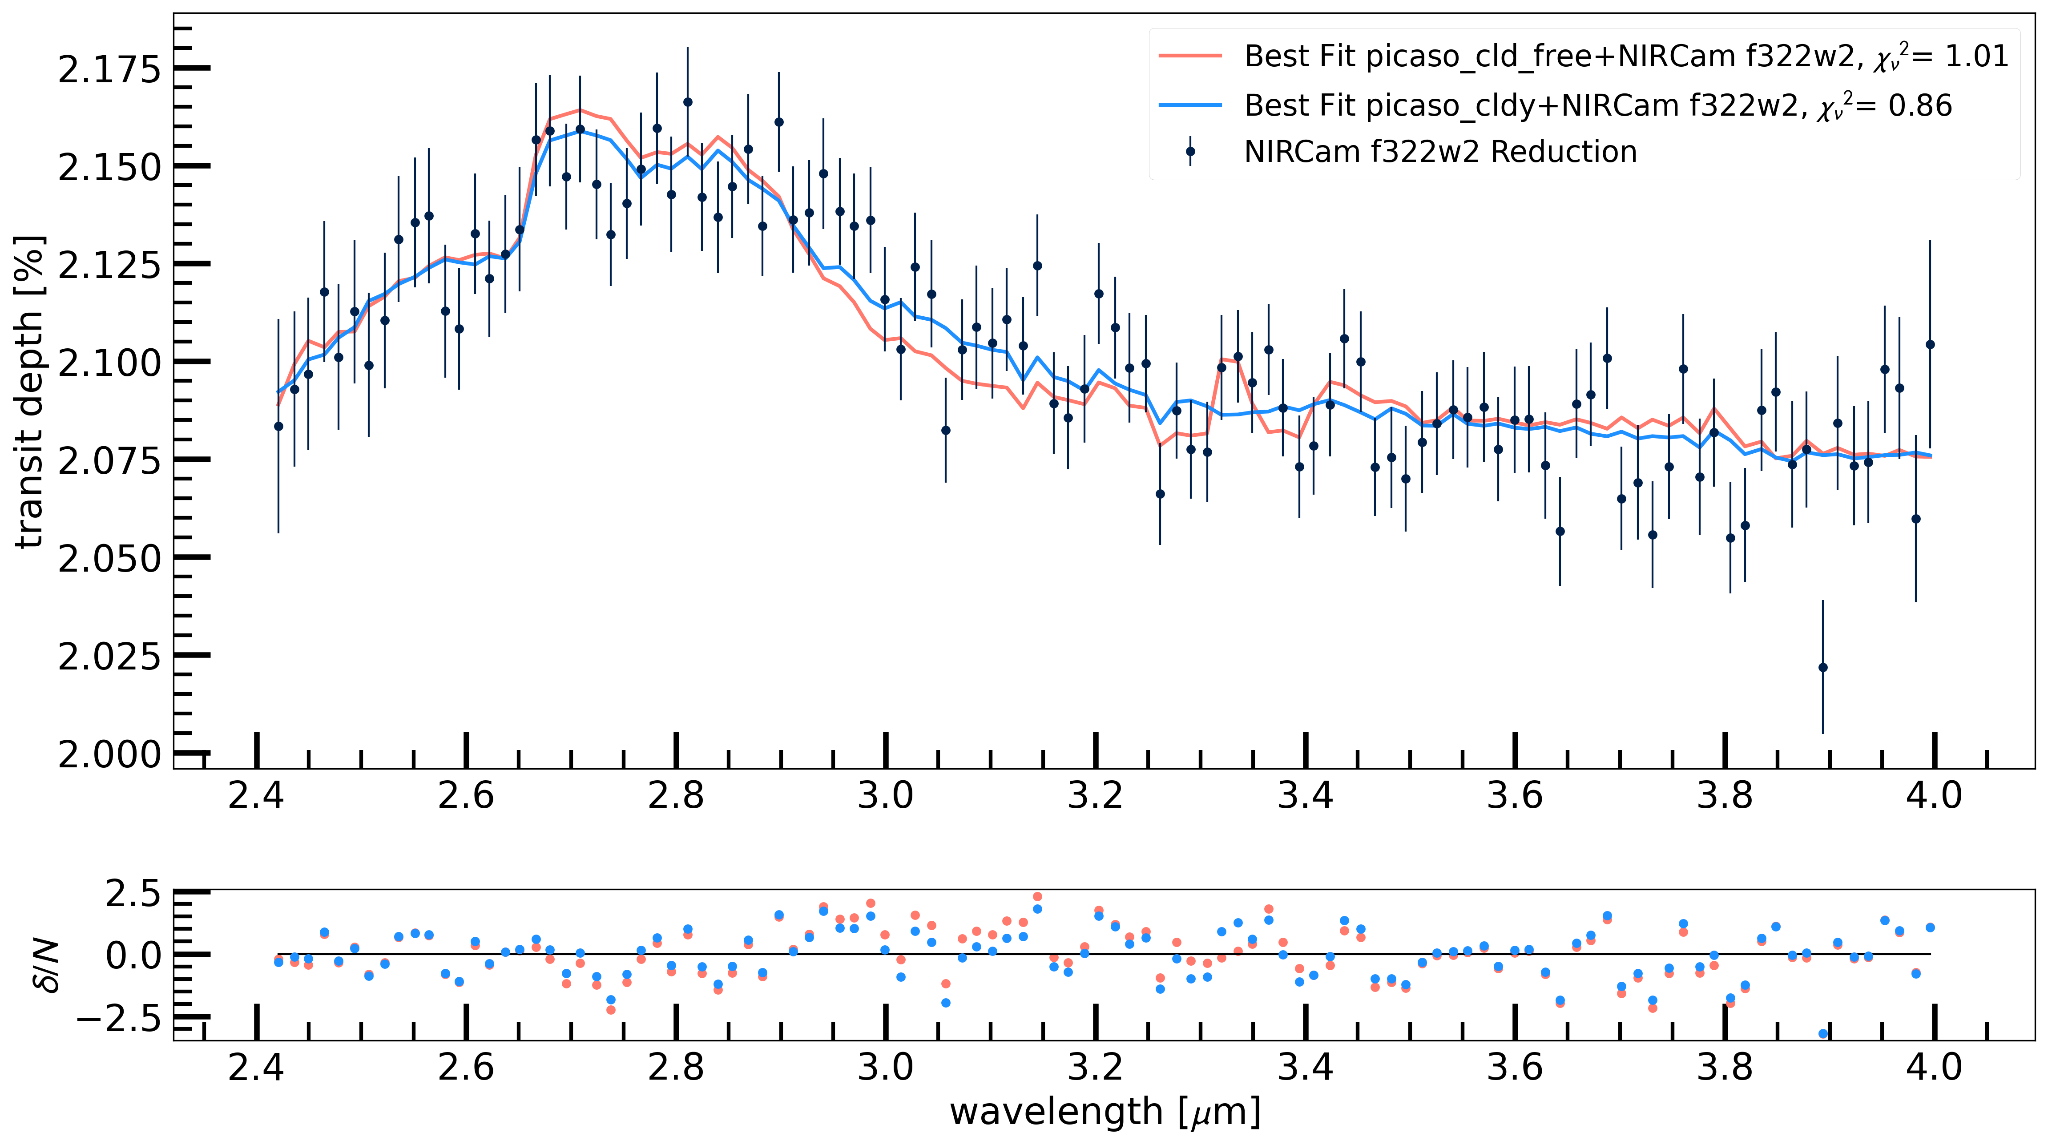 Best Fit picaso_cld_free+NIRCam f322w2, χν²= 1.01
Best Fit picaso_cldy+NIRCam f322w2, χν²= 0.86
NIRCam f322w2 Reduction
transit depth [%]
2.175
2.150
2.125
2.100
2.075
2.050
2.025
2.000
2.4 2.6 2.8 3.0 3.2 3.4 3.6 3.8 4.0
δ/N
2.5
0.0
−2.5
2.4 2.6 2.8 3.0 3.2 3.4 3.6 3.8 4.0
wavelength [μm]